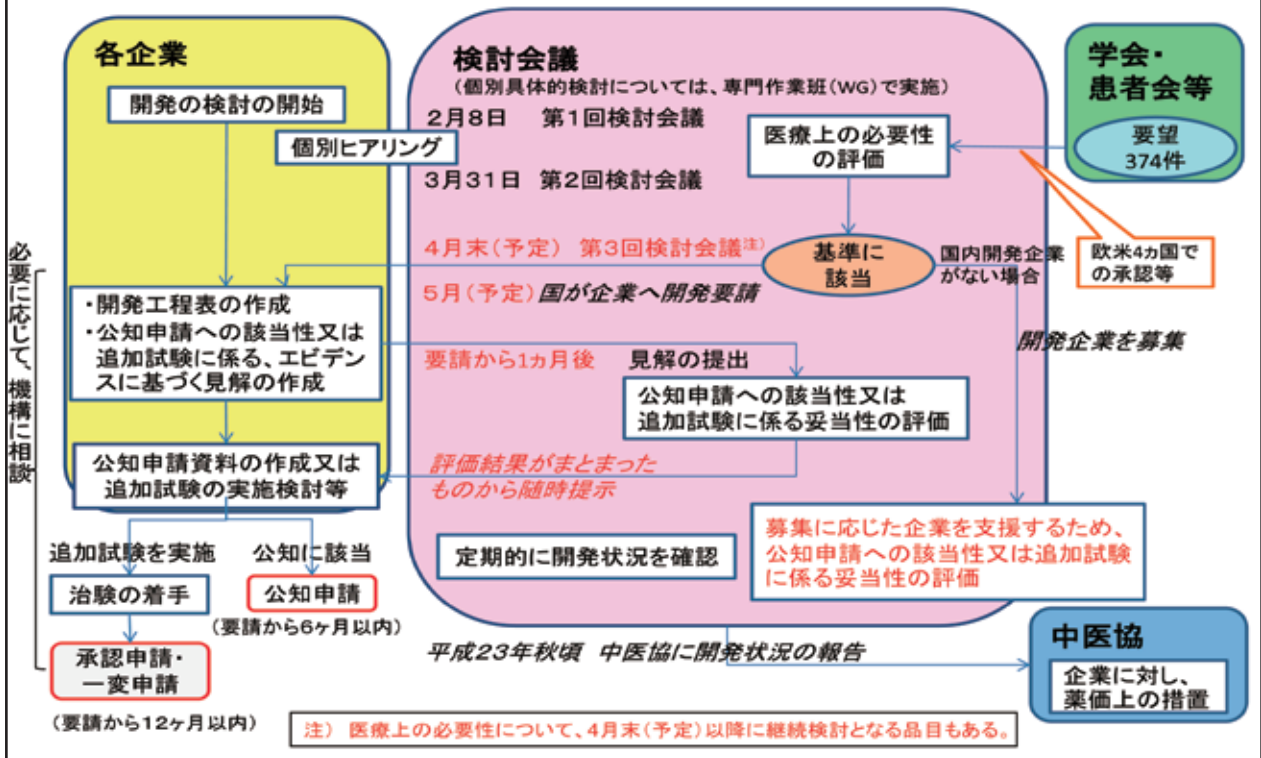 各企業
開発の検討の開始
個別ヒアリング
・開発工程表の作成
・公知申請への該当性又は
追加試験に係る、エビデン
スに基づく見解の作成
公知申請資料の作成又は
追加試験の実施検討等
追加試験を実施
公知に該当
治験の着手
公知申請
(要請から6ヶ月以内)
承認申請・
一変申請
(要請から12ヶ月以内)
必要に応じて、機構に相談
検討会議
(個別具体的検討については、専門作業班(WG)で実施)
2月8日 第1回検討会議
3月31日 第2回検討会議
4月末(予定) 第3回検討会議注)
5月(予定)国が企業へ開発要請
要請から1ヵ月後 見解の提出
医療上の必要性
の評価
基準に
該当
国内開発企業
がない場合
公知申請への該当性又は
追加試験に係る妥当性の評価
評価結果がまとまった
ものから随時提示
定期的に開発状況を確認
開発企業を募集
募集に応じた企業を支援するため、
公知申請への該当性又は追加試験
に係る妥当性の評価
学会・
患者会等
要望
374件
欧米4ヵ国で
の承認等
平成23年秋頃 中医協に開発状況の報告
中医協
企業に対し、
薬価上の措置
注) 医療上の必要性について、4月末(予定)以降に継続検討となる品目もある。